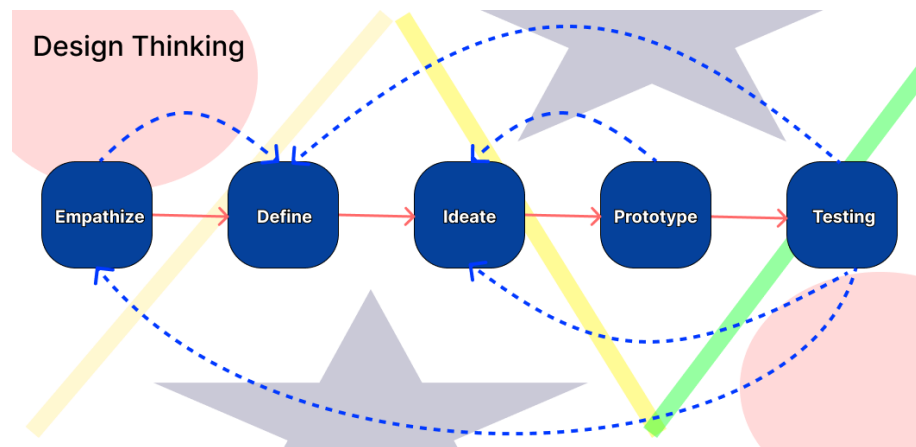 Design Thinking
Empathize
Define
Ideate
Prototype
Testing